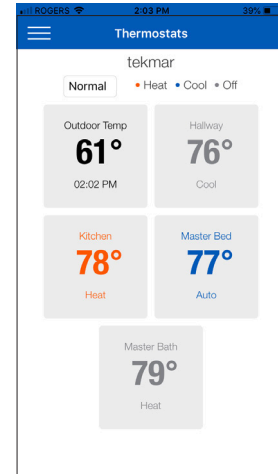 ROGERS 2:03 PM 39%
Thermostats
tekmar
Normal • Heat • Cool • Off
Outdoor Temp
61°
02:02 PM
Hallway
76°
Cool
Kitchen
78°
Heat
Master Bed
77°
Auto
Master Bath
79°
Heat